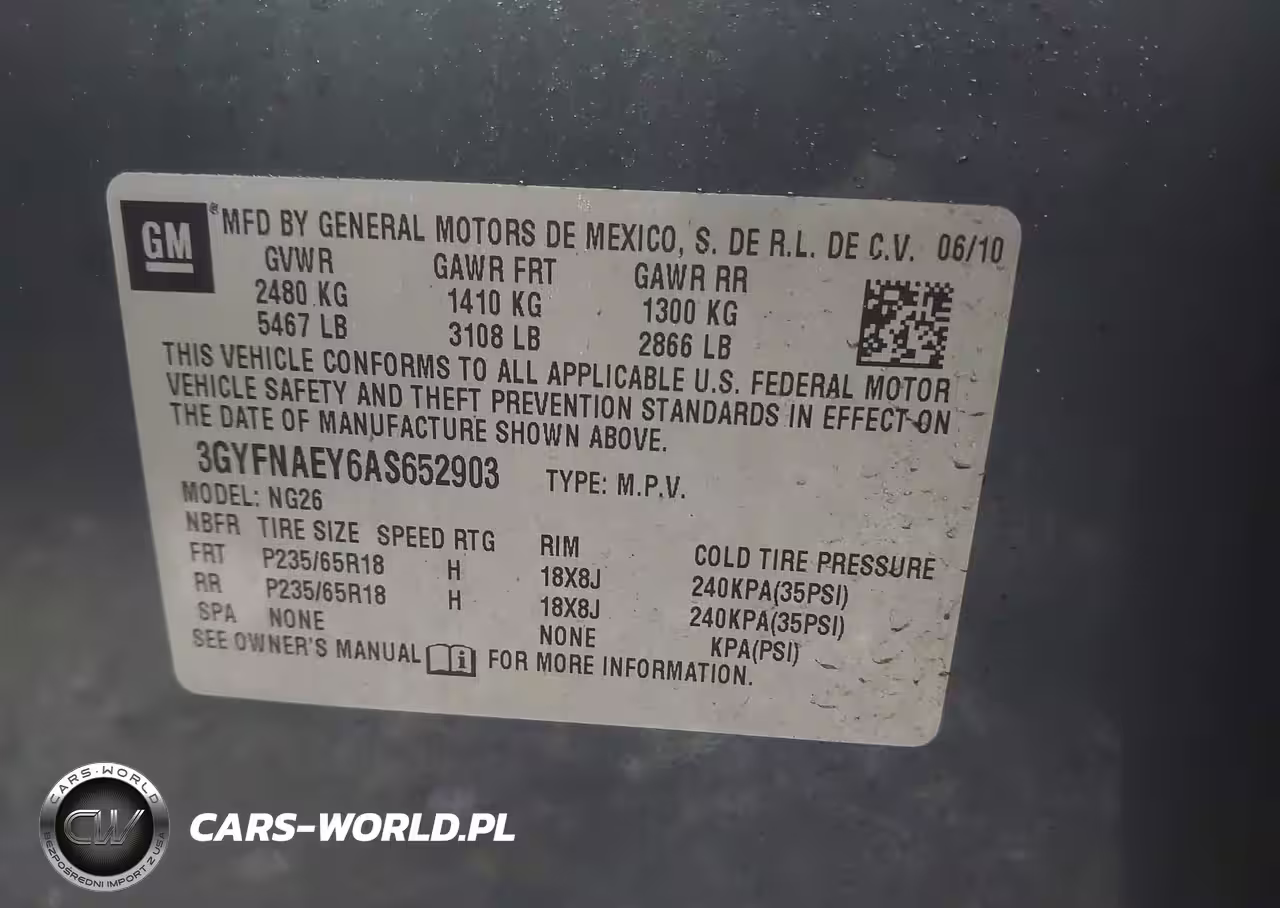 GM ® MFD BY GENERAL MOTORS DE MEXICO, S. DE R.L. DE C.V. 06/10
GVWR GAWR FRT GAWR RR
2480 KG 1410 KG 1300 KG
5467 LB 3108 LB 2866 LB
THIS VEHICLE CONFORMS TO ALL APPLICABLE U.S. FEDERAL MOTOR
VEHICLE SAFETY AND THEFT PREVENTION STANDARDS IN EFFECT ON
THE DATE OF MANUFACTURE SHOWN ABOVE.
3GYFNAEY6AS652903 TYPE: M.P.V.
MODEL: NG26
NBFR TIRE SIZE SPEED RTG RIM COLD TIRE PRESSURE
FRT P235/65R18 H 18X8J 240KPA(35PSI)
RR P235/65R18 H 18X8J 240KPA(35PSI)
SPA NONE NONE KPA(PSI)
SEE OWNER'S MANUAL FOR MORE INFORMATION.
CARS-WORLD
CW
BEZPOŚREDNI IMPORT Z USA
CARS-WORLD.PL